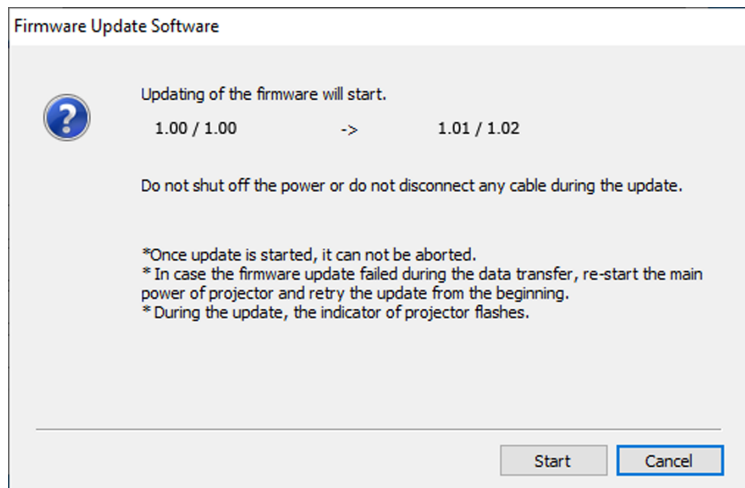 Firmware Update Software
Updating of the firmware will start.
1.00 / 1.00 -> 1.01 / 1.02
Do not shut off the power or do not disconnect any cable during the update.
*Once update is started, it can not be aborted.
* In case the firmware update failed during the data transfer, re-start the main
power of projector and retry the update from the beginning.
* During the update, the indicator of projector flashes.
Start Cancel